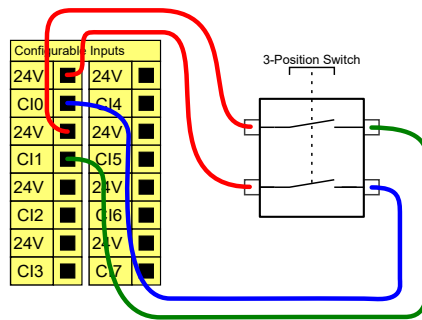 Configurable Inputs
3-Position Switch
24V 24V
CI0 CI4
24V 24V
CI1 CI5
24V 24V
CI2 CI6
24V 24V
CI3 CI7